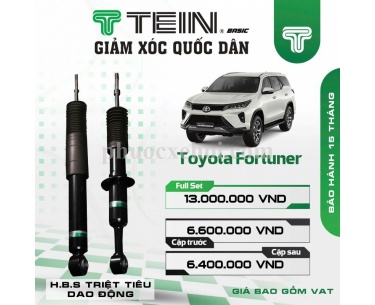 TEIN® BASIC
GIẢM XÓC QUỐC DÂN
Toyota Fortuner
Full Set
13.000.000 VND
6.600.000 VND
Cặp trước
Cặp sau
6.400.000 VND
BẢO HÀNH 15 THÁNG
H.B.S TRIỆT TIÊU
DAO ĐỘNG
GIÁ BAO GỒM VAT